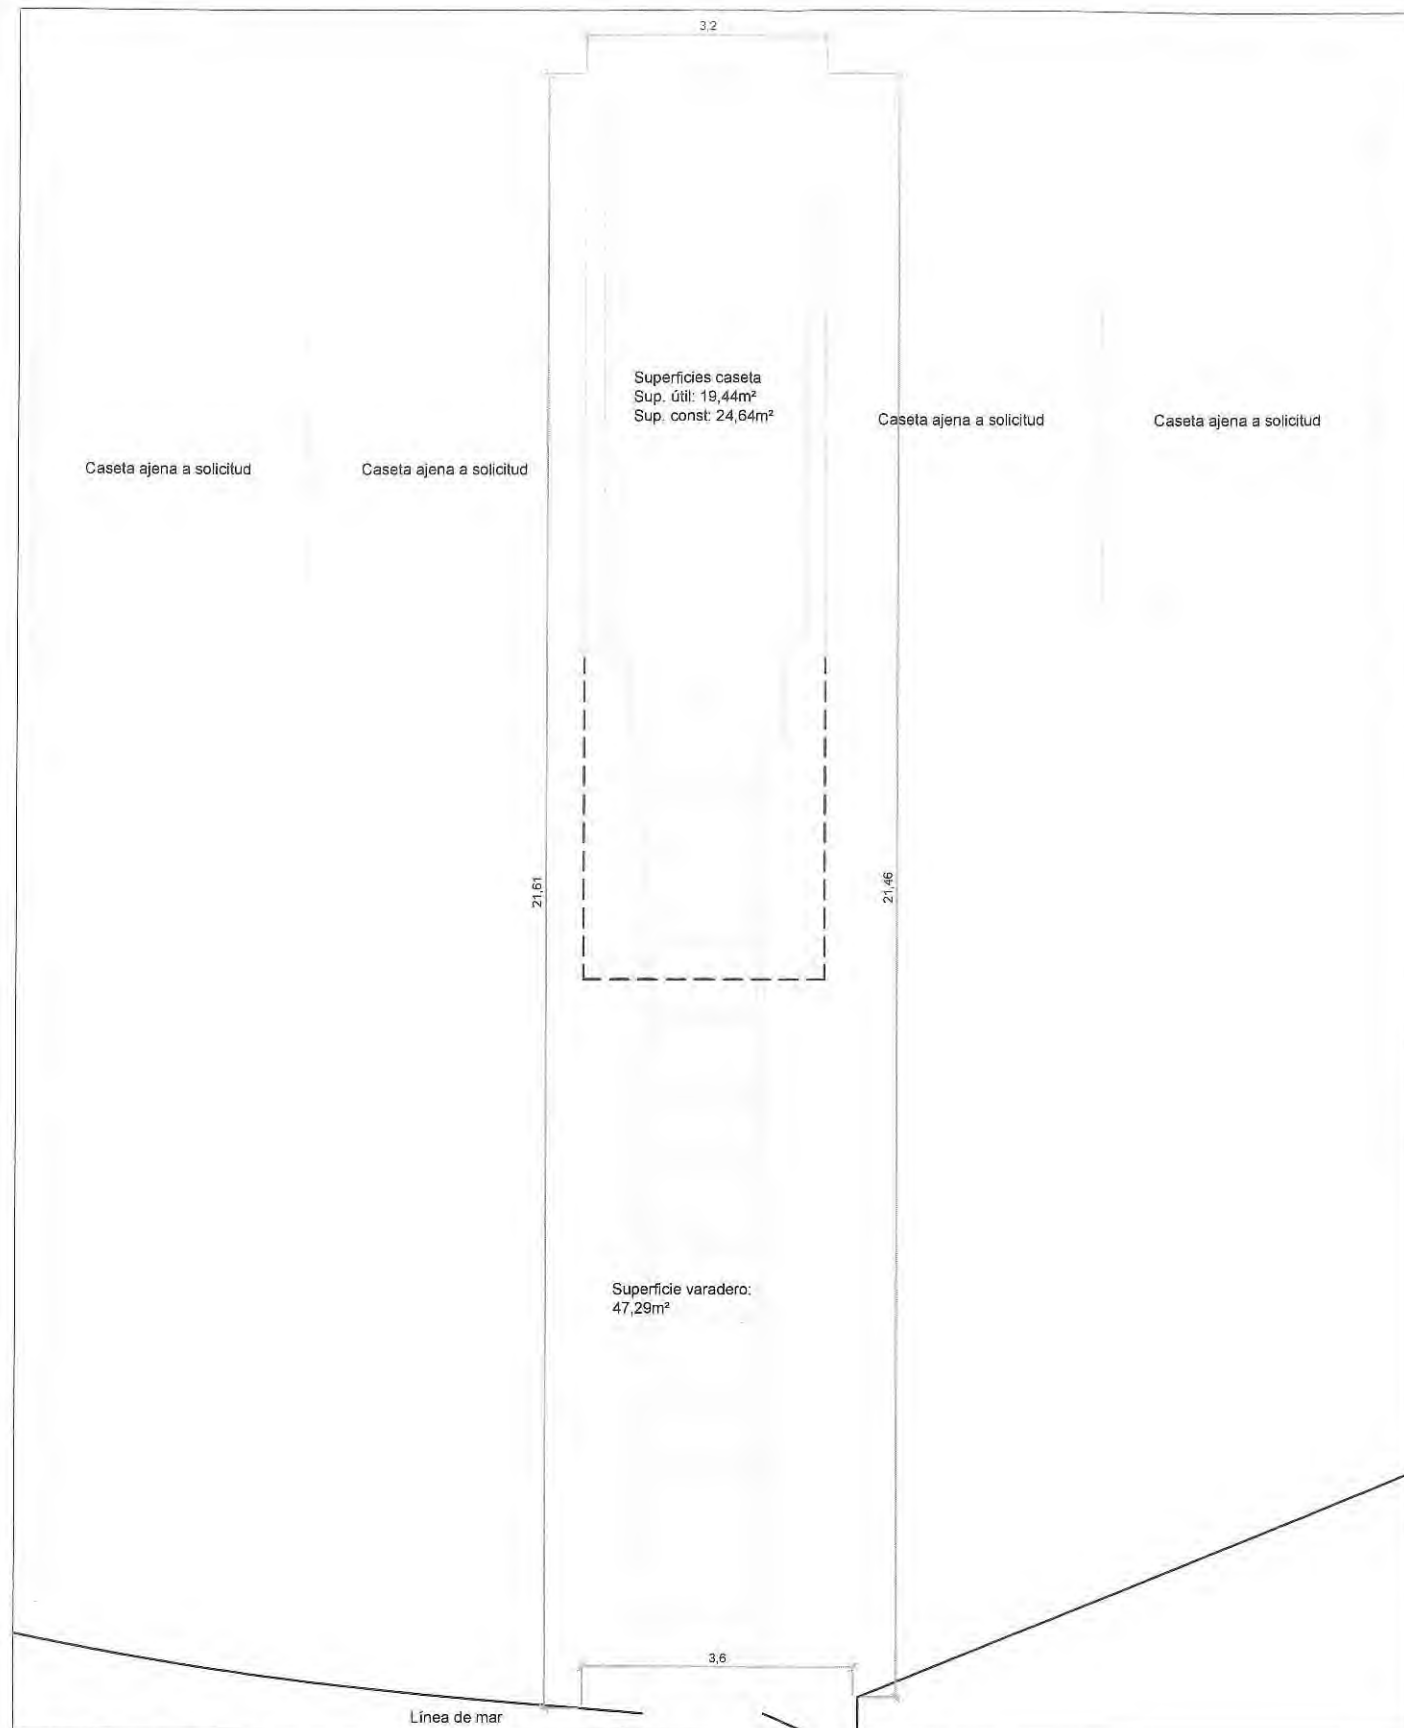 3,2
Superficies caseta
Sup. útil: 19,44m²
Sup. const: 24,64m²
Caseta ajena a solicitud
Caseta ajena a solicitud
Caseta ajena a solicitud
Caseta ajena a solicitud
21,61
21,46
Superficie varadero:
47,29m²
3,6
Línea de mar